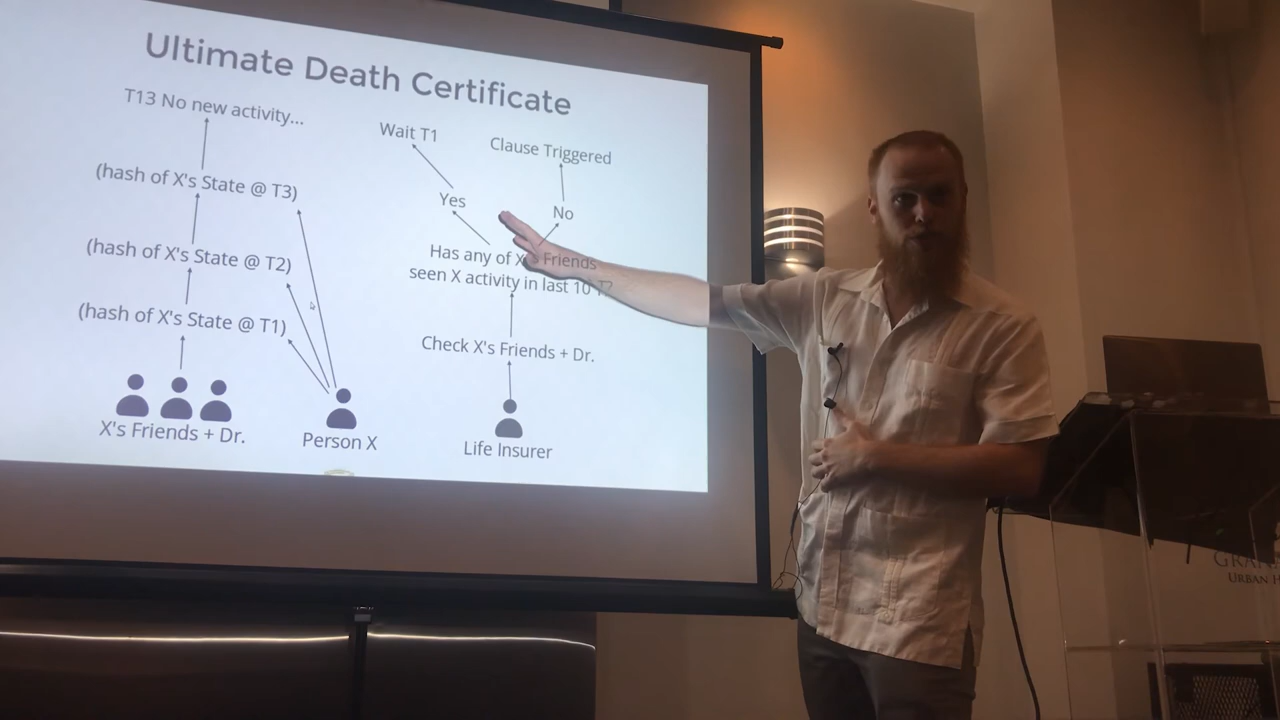 Ultimate Death Certificate
T13 No new activity...
(hash of X's State @ T3)
(hash of X's State @ T2)
(hash of X's State @ T1)
X's Friends + Dr.
Person X
Wait T1
Clause Triggered
Yes
No
Has any of X's Friends
seen X activity in last 10
Check X's Friends + Dr.
Life Insurer
URBAN